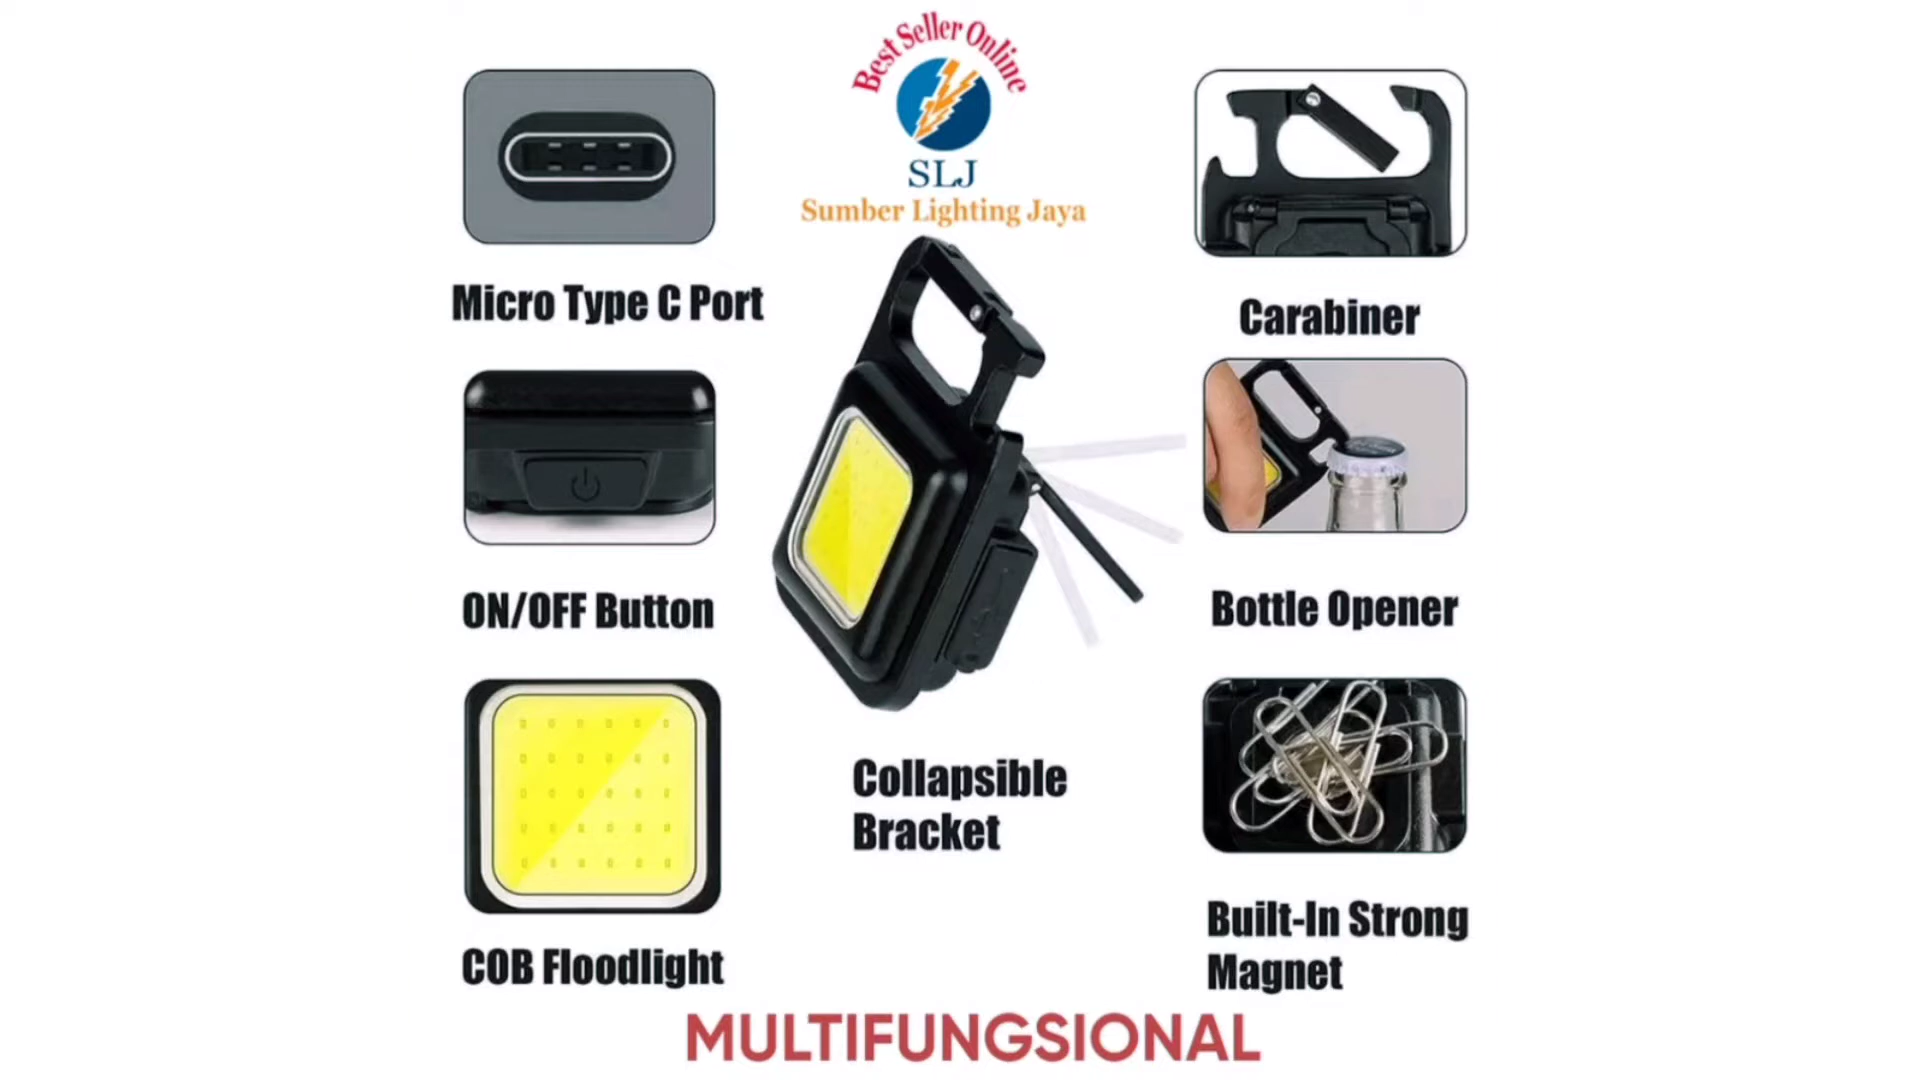 Best Seller Online
SLJ
Sumber Lighting Jaya
Micro Type C Port
Carabiner
ON/OFF Button
Bottle Opener
Collapsible
Bracket
COB Floodlight
Built-In Strong
Magnet
MULTIFUNGSIONAL